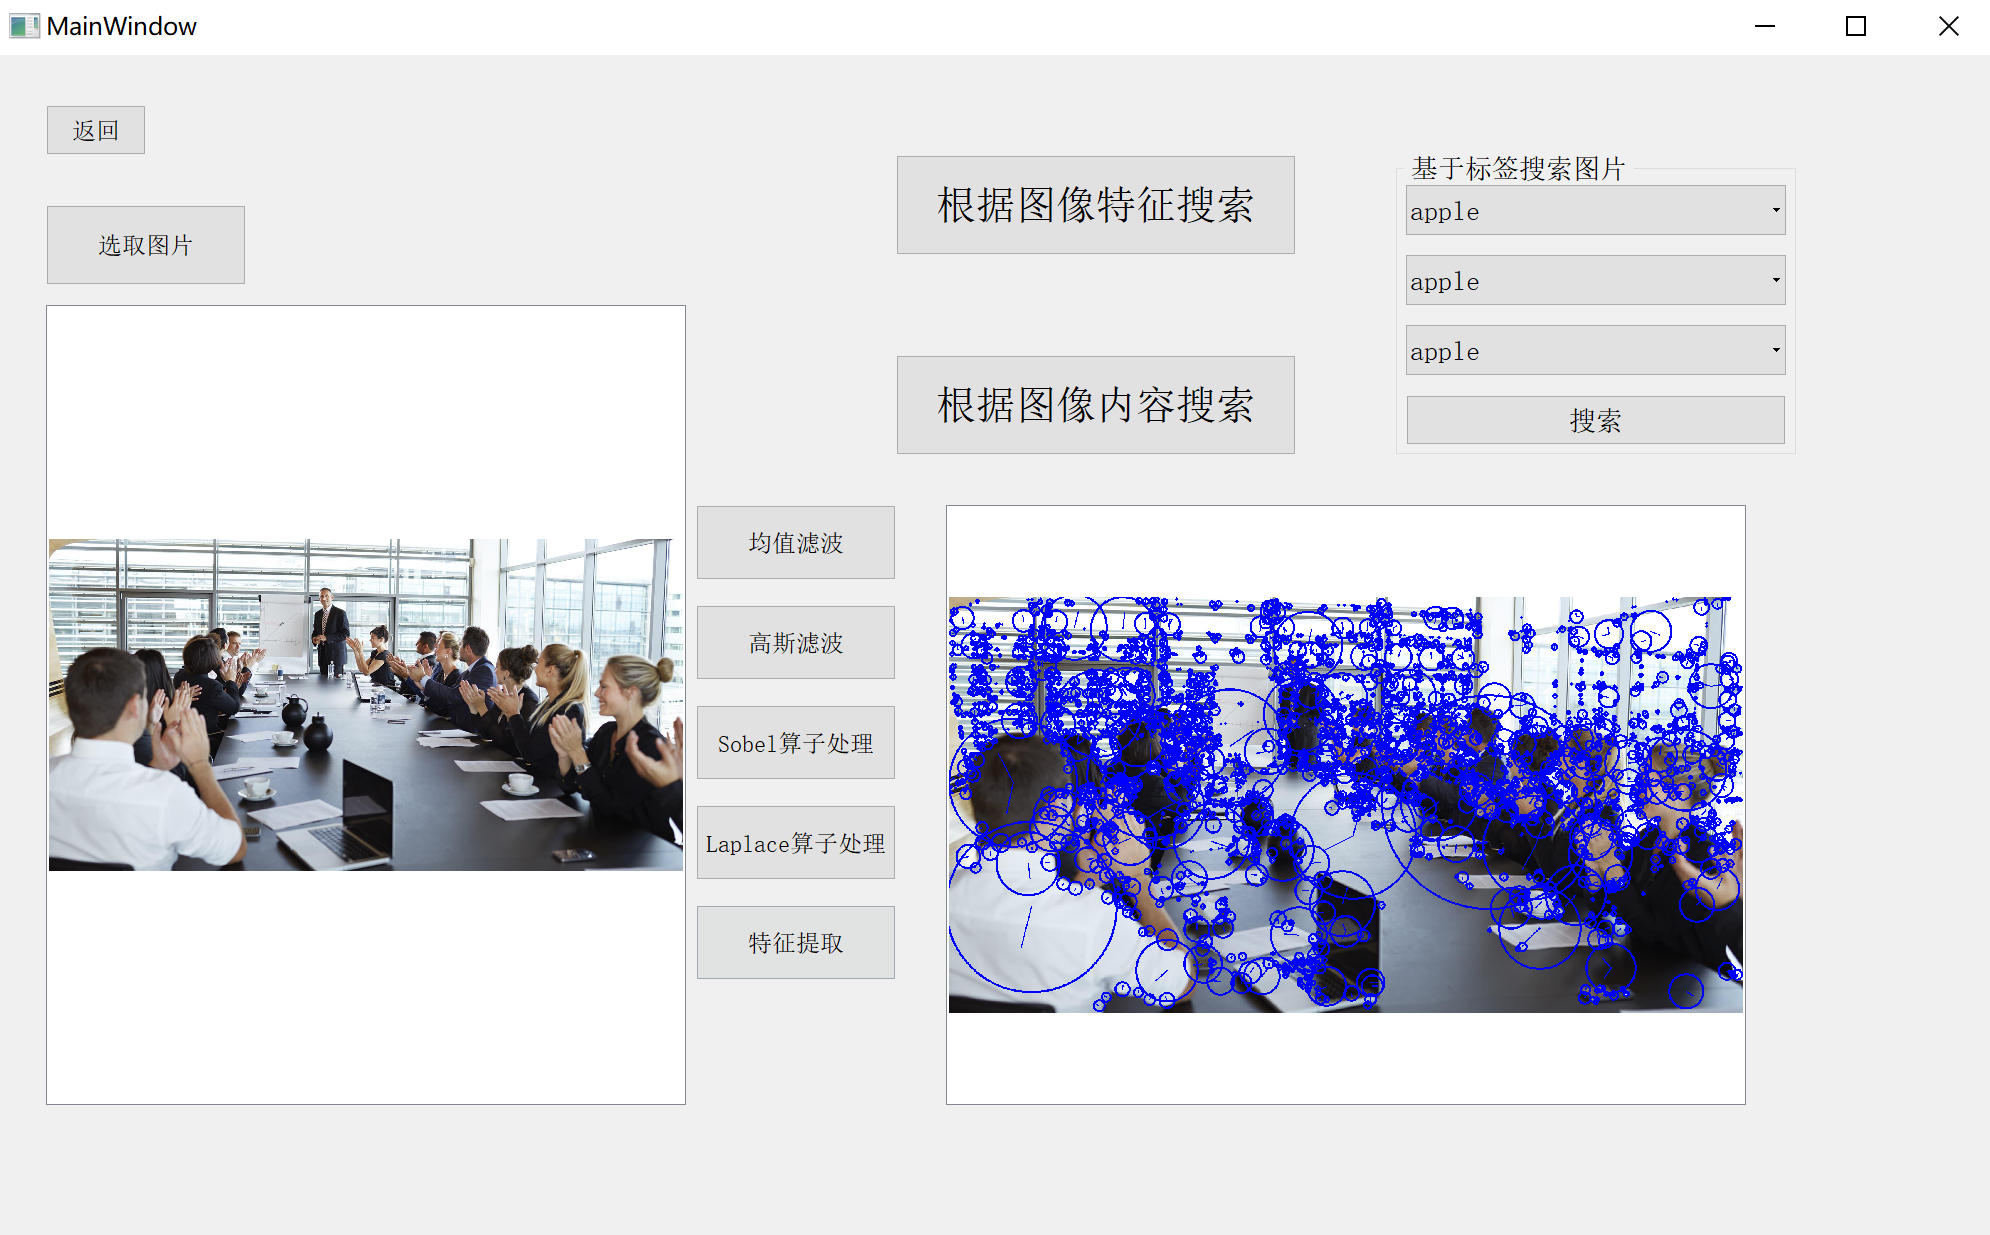 MainWindow
返回
选取图片
根据图像特征搜索
根据图像内容搜索
基于标签搜索图片
apple
apple
apple
搜索
均值滤波
高斯滤波
Sobel算子处理
Laplace算子处理
特征提取